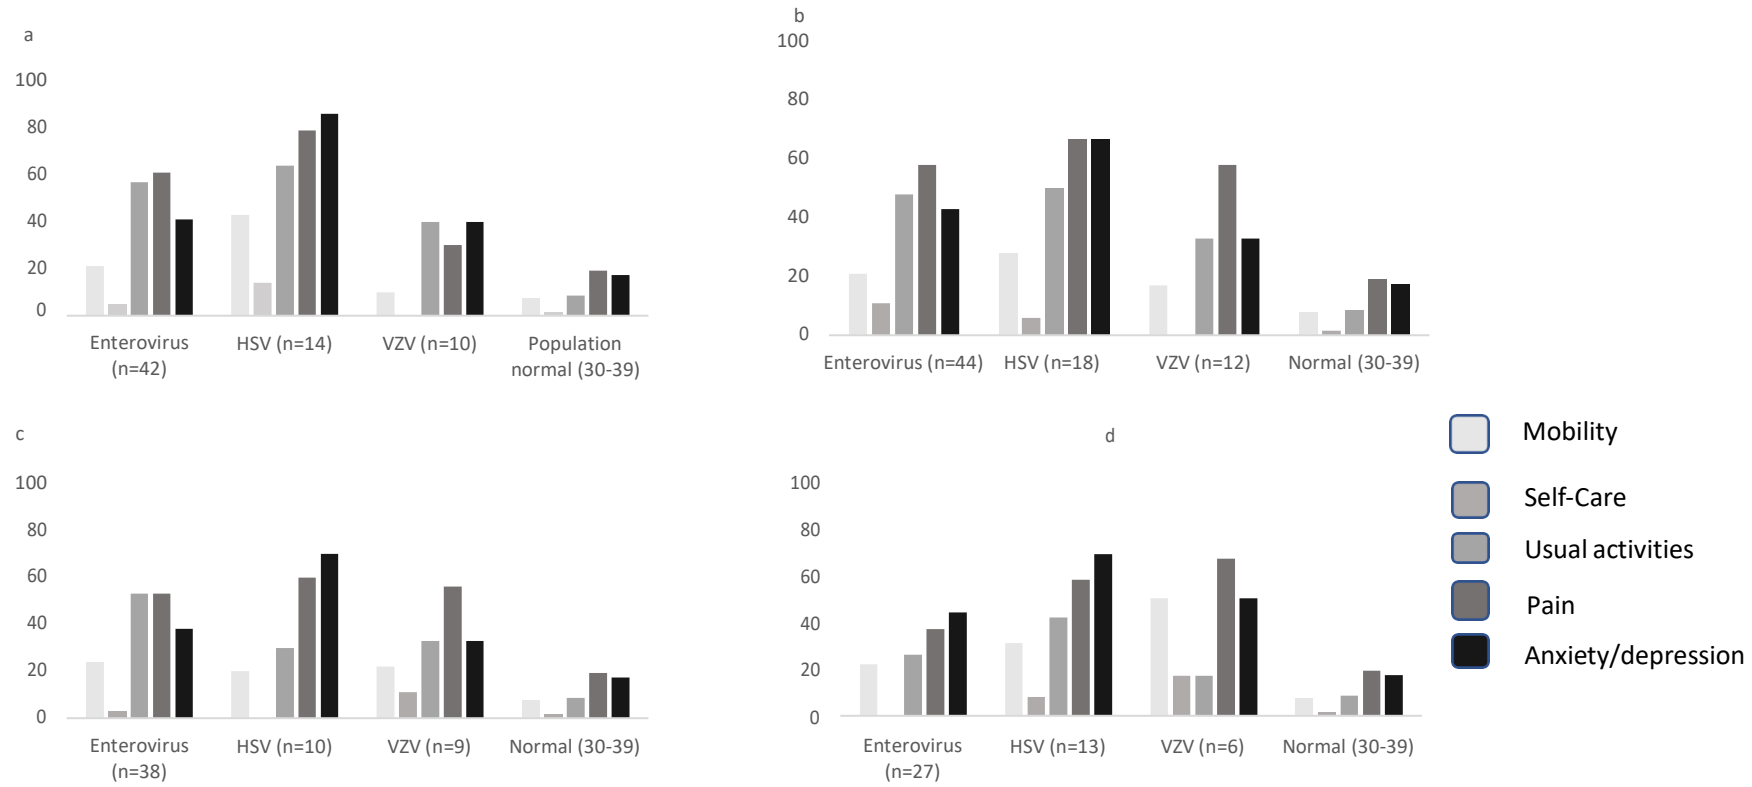 a
100
80
60
40
20
0
Enterovirus (n=42)
HSV (n=14)
VZV (n=10)
Population normal (30-39)
b
100
80
60
40
20
0
Enterovirus (n=44)
HSV (n=18)
VZV (n=12)
Normal (30-39)
c
100
80
60
40
20
0
Enterovirus (n=38)
HSV (n=10)
VZV (n=9)
Normal (30-39)
d
100
80
60
40
20
0
Enterovirus (n=27)
HSV (n=13)
VZV (n=6)
Normal (30-39)
Mobility
Self-Care
Usual activities
Pain
Anxiety/depression